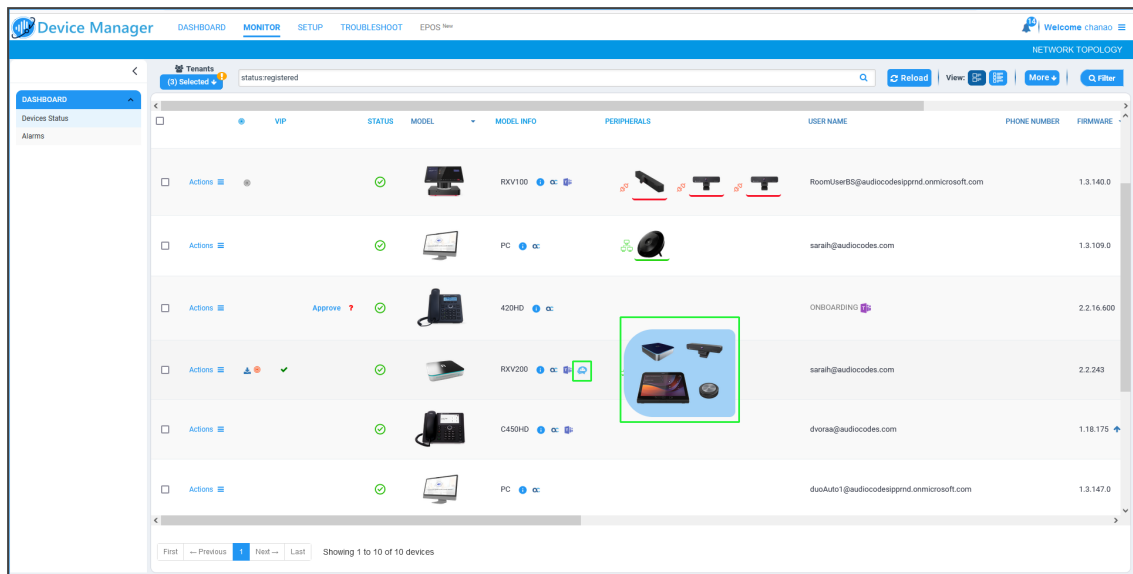 Device Manager DASHBOARD MONITOR SETUP TROUBLESHOOT EPOS New 14 Welcome chanao
NETWORK TOPOLOGY
Tenants
(3) Selected 1 status:registered Reload View: More Filter
DASHBOARD
Devices Status
Alarms
VIP STATUS MODEL MODEL INFO PERIPHERALS USER NAME PHONE NUMBER FIRMWARE
Actions RXV100 RoomUserBS@audiocodesipprnd.onmicrosoft.com 1.3.140.0
Actions PC saraih@audiocodes.com 1.3.109.0
Actions Approve ? 420HD ONBOARDING 2.2.16.600
Actions RXV200 saraih@audiocodes.com 2.2.243
Actions C450HD dvoraa@audiocodes.com 1.18.175
Actions PC duoAuto1@audiocodesipprnd.onmicrosoft.com 1.3.147.0
First ← Previous 1 Next → Last Showing 1 to 10 of 10 devices